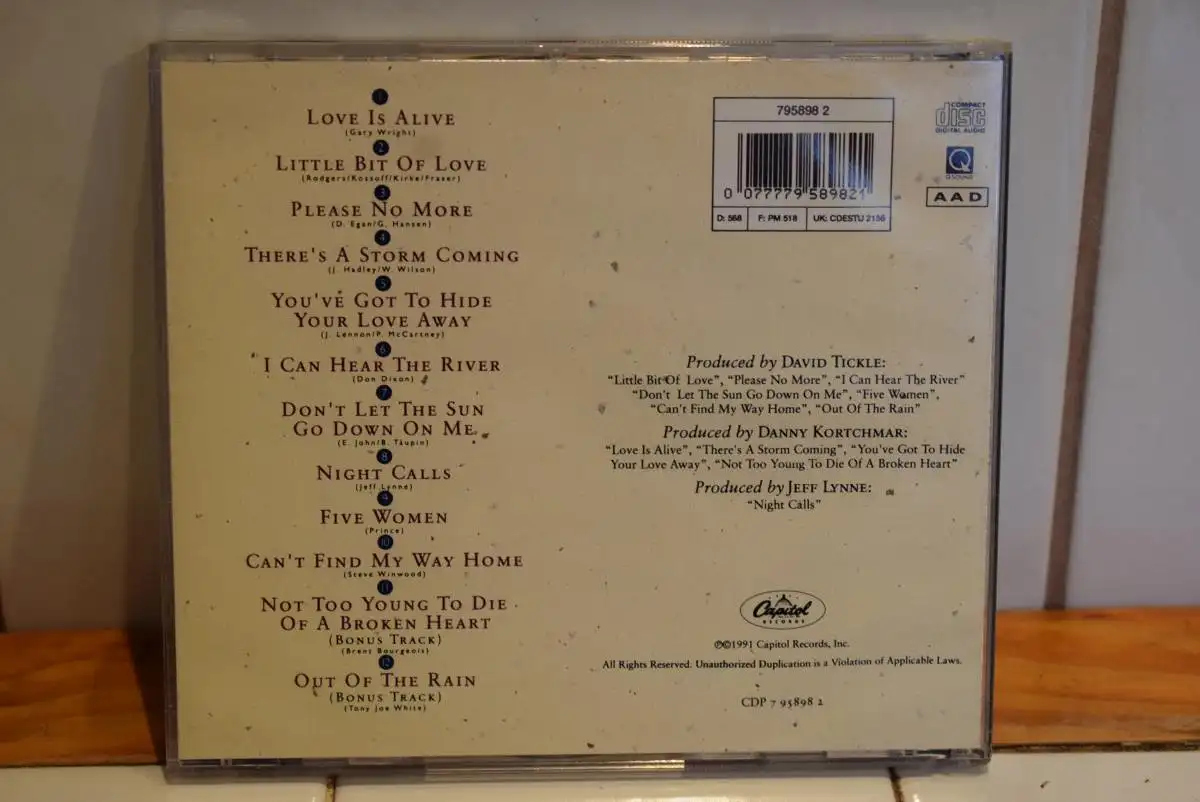 1
LOVE IS ALIVE
(Gary Wright)
2
LITTLE BIT OF LOVE
(Rodgers/Kossoff/Kirke/Fraser)
3
PLEASE NO MORE
(D. Egan/G. Hansen)
4
THERE'S A STORM COMING
(J. Hadley/W. Wilson)
5
YOU'VE GOT TO HIDE
YOUR LOVE AWAY
(J. Lennon/P. McCartney)
6
I CAN HEAR THE RIVER
(Don Dixon)
7
DON'T LET THE SUN
GO DOWN ON ME
(E. John/B. Taupin)
8
NIGHT CALLS
(Jeff Lynne)
9
FIVE WOMEN
(Prince)
10
CAN'T FIND MY WAY HOME
(Steve Winwood)
11
NOT TOO YOUNG TO DIE
OF A BROKEN HEART
(BONUS TRACK)
(Brent Bourgeois)
12
OUT OF THE RAIN
(BONUS TRACK)
(Tony Joe White)
795898 2
0 077779 589821
D: 568 F: PM 518 UK: CDESTU 2156
COMPACT
disc
DIGITAL AUDIO
Q
QSOUND
AAD
Produced by DAVID TICKLE:
"Little Bit Of Love", "Please No More", "I Can Hear The River"
"Don't Let The Sun Go Down On Me", "Five Women",
"Can't Find My Way Home", "Out Of The Rain"
Produced by DANNY KORTCHMAR:
"Love Is Alive", "There's A Storm Coming", "You've Got To Hide
Your Love Away", "Not Too Young To Die Of A Broken Heart"
Produced by JEFF LYNNE:
"Night Calls"
Capitol
RECORDS
℗©1991 Capitol Records, Inc.
All Rights Reserved. Unauthorized Duplication is a Violation of Applicable Laws.
CDP 7 95898 2